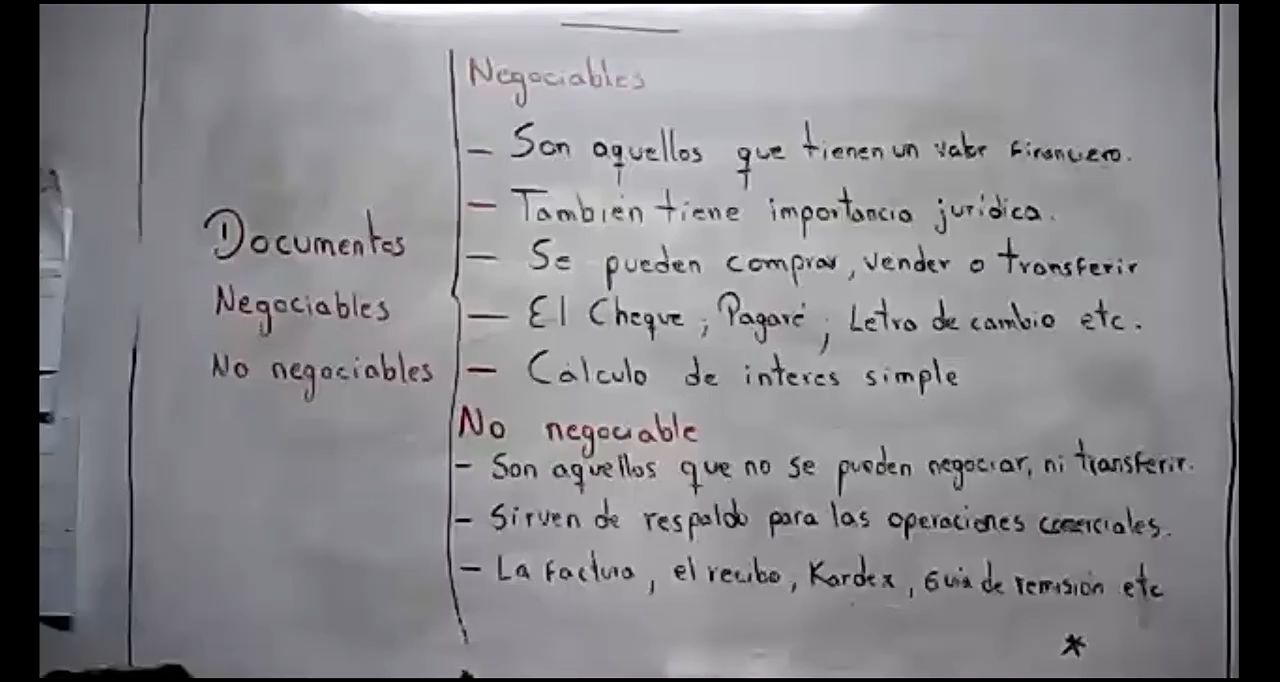 Documentos
Negociables
No negociables
Negociables
- Son aquellos que tienen un valor financiero.
- También tiene importancia jurídica.
- Se pueden comprar, vender o transferir
- El Cheque; Pagaré; Letra de cambio etc.
- Cálculo de interes simple
No negociable
- Son aquellos que no se pueden negociar, ni transferir.
- Sirven de respaldo para las operaciones comerciales.
- La factura, el recibo, Kardex, Guia de remisión etc
*